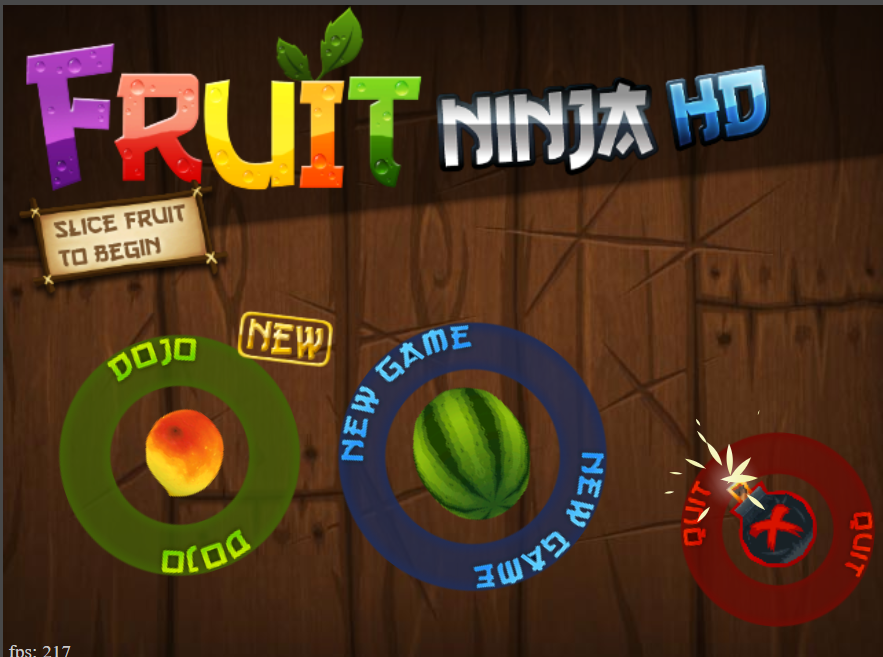 FRUIT NINJA HD
SLICE FRUIT
TO BEGIN
NEW
DOJO
DOJO
NEW GAME
NEW GAME
QUIT
QUIT
fps: 217